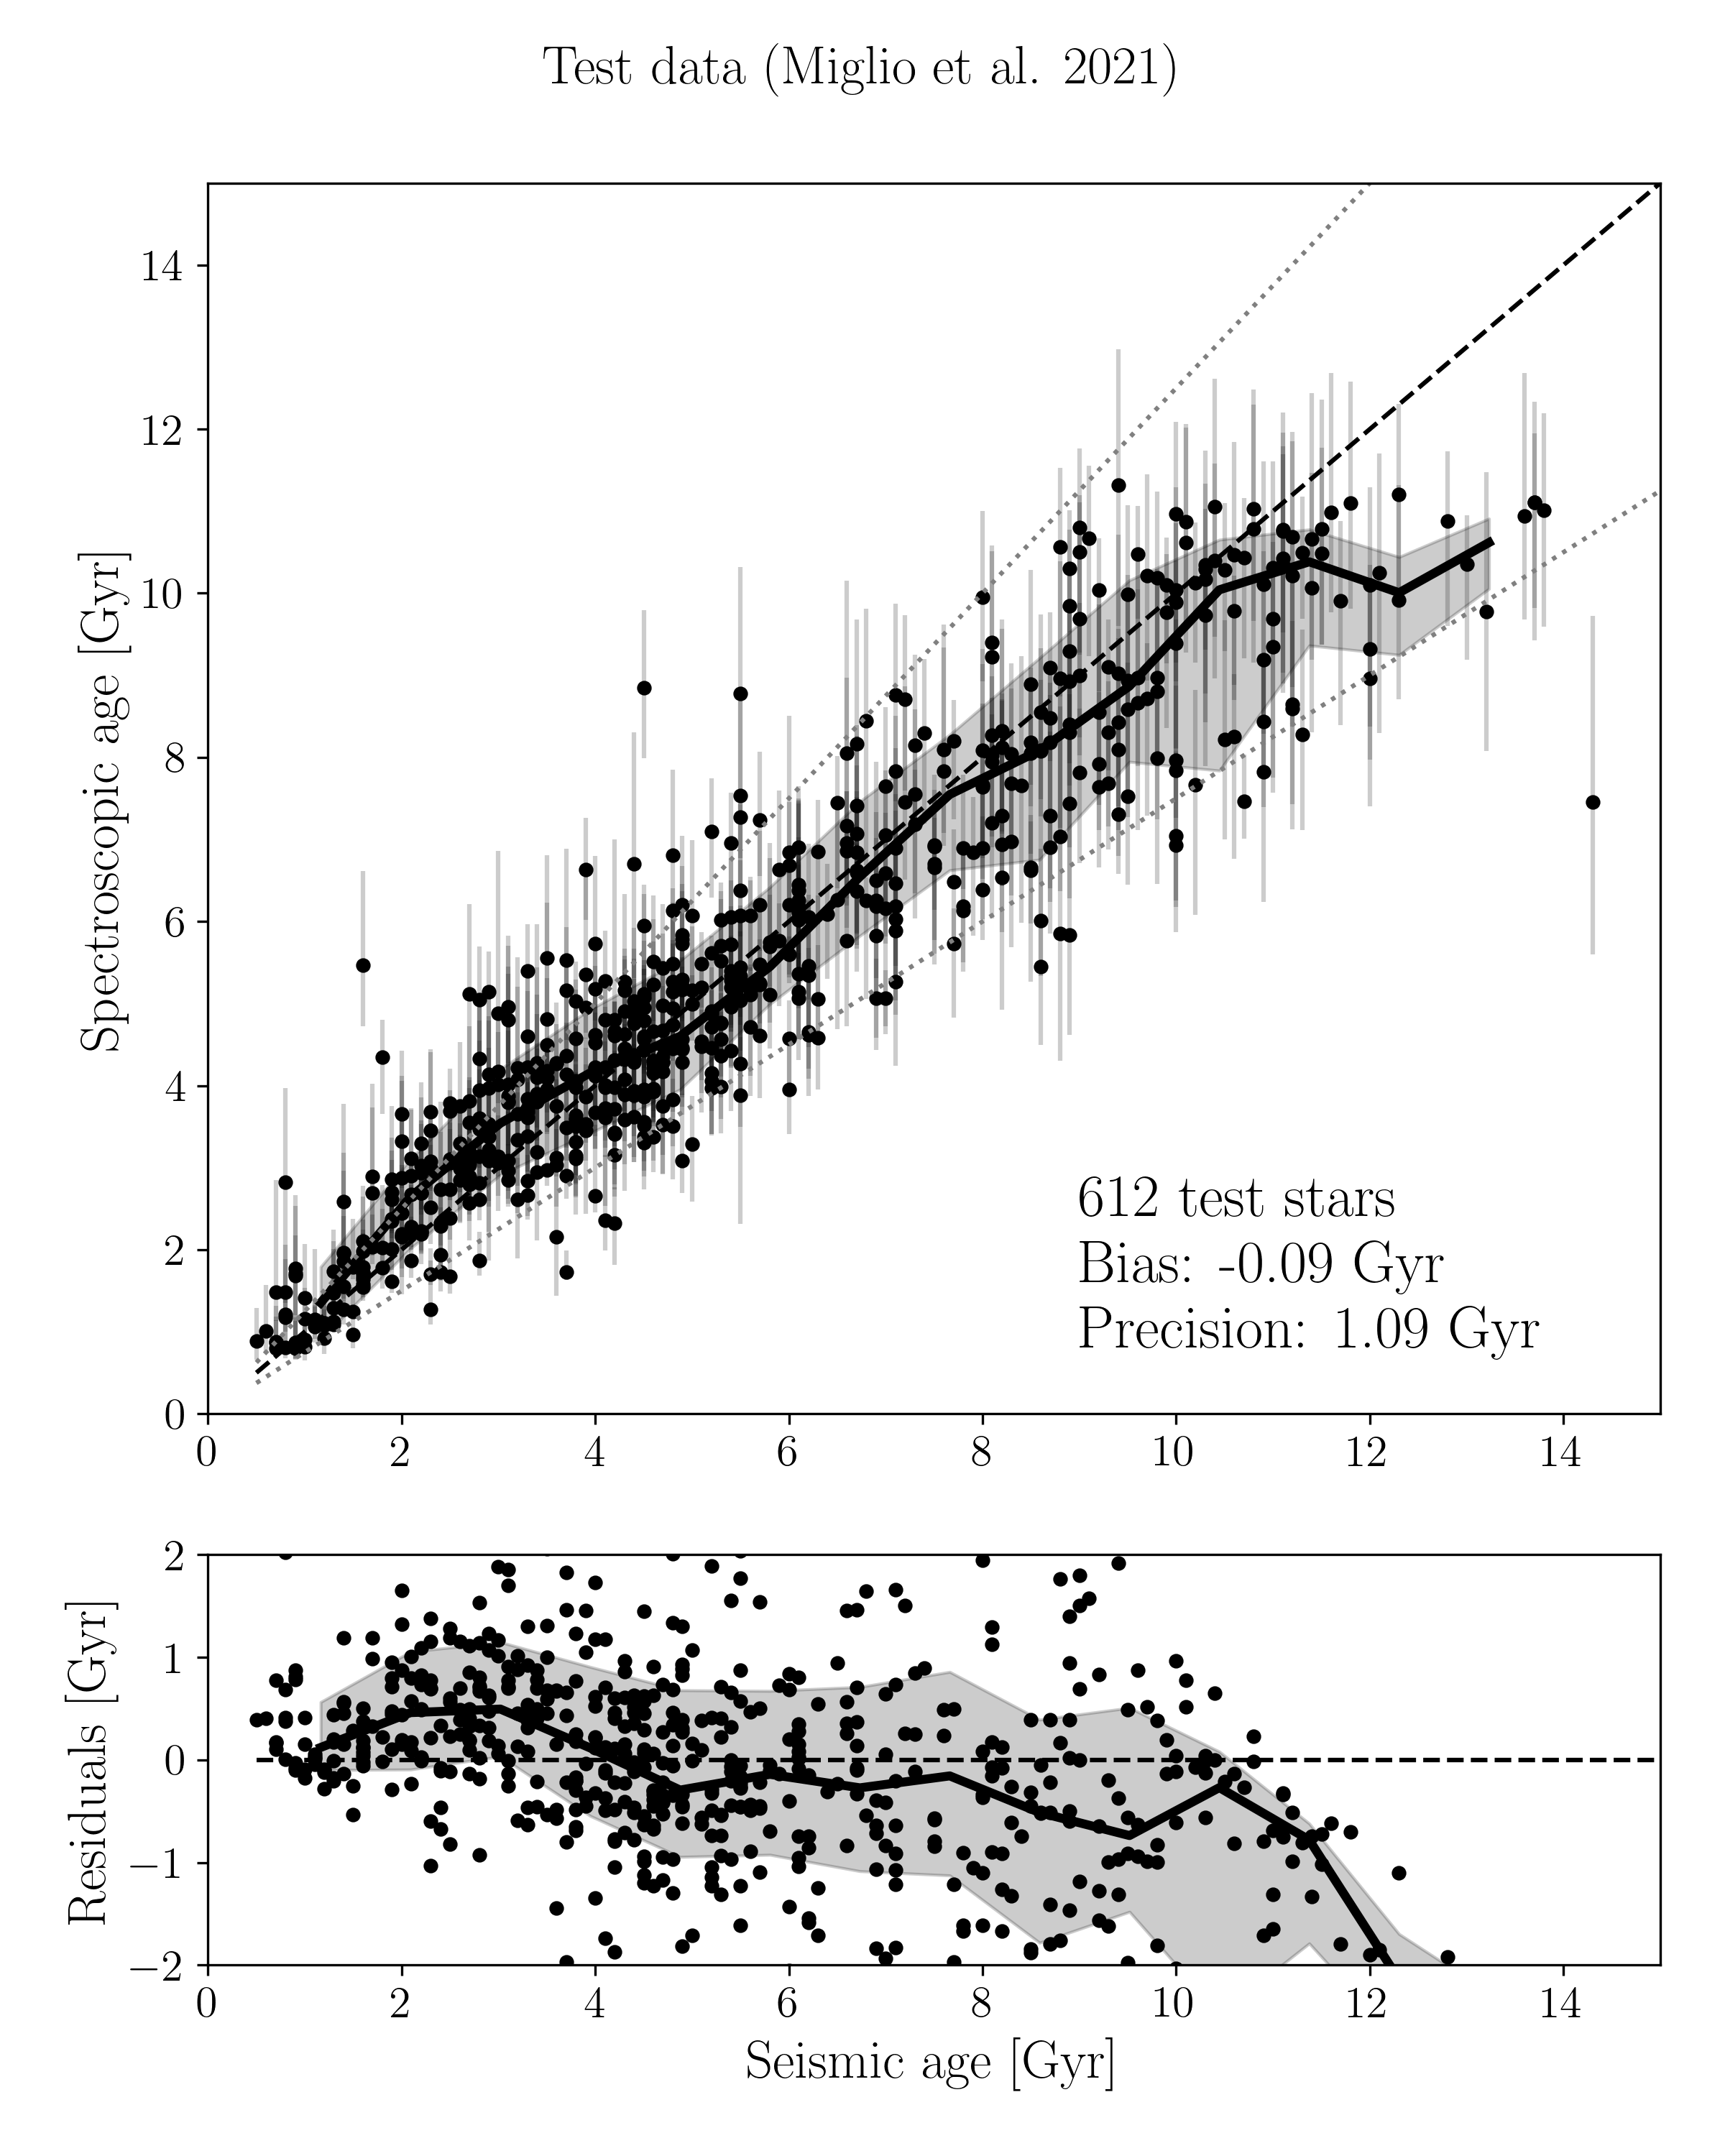 Test data (Miglio et al. 2021)
Spectroscopic age [Gyr]
14
12
10
8
6
4
2
0
612 test stars
Bias: -0.09 Gyr
Precision: 1.09 Gyr
0 2 4 6 8 10 12 14
Residuals [Gyr]
2
1
0
−1
−2
0 2 4 6 8 10 12 14
Seismic age [Gyr]